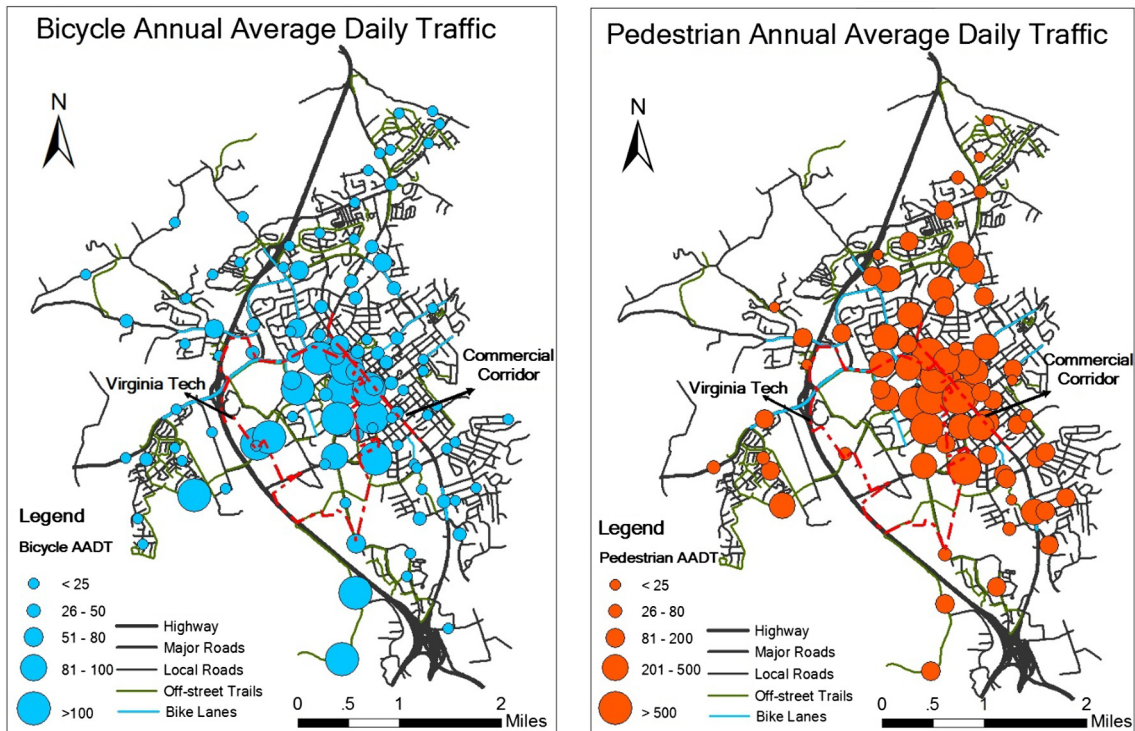 Bicycle Annual Average Daily Traffic
N
Virginia Tech
Commercial
Corridor
Legend
Bicycle AADT
< 25
26 - 50
51 - 80
81 - 100
>100
Highway
Major Roads
Local Roads
Off-street Trails
Bike Lanes
0 .5 1 2
Miles
Pedestrian Annual Average Daily Traffic
N
Virginia Tech
Commercial
Corridor
Legend
Pedestrian AADT
< 25
26 - 80
81 - 200
201 - 500
> 500
Highway
Major Roads
Local Roads
Off-street Trails
Bike Lanes
0 .5 1 2
Miles